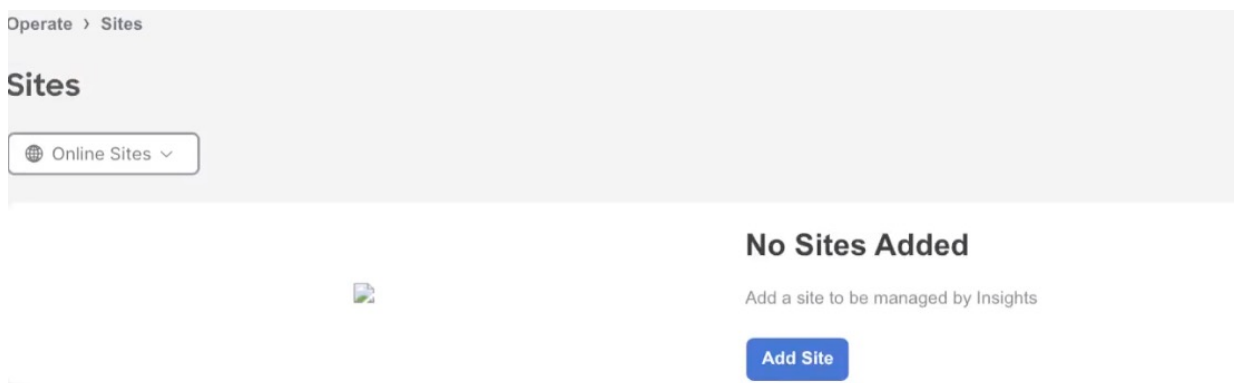 Operate › Sites
Sites
Online Sites
No Sites Added
Add a site to be managed by Insights
Add Site